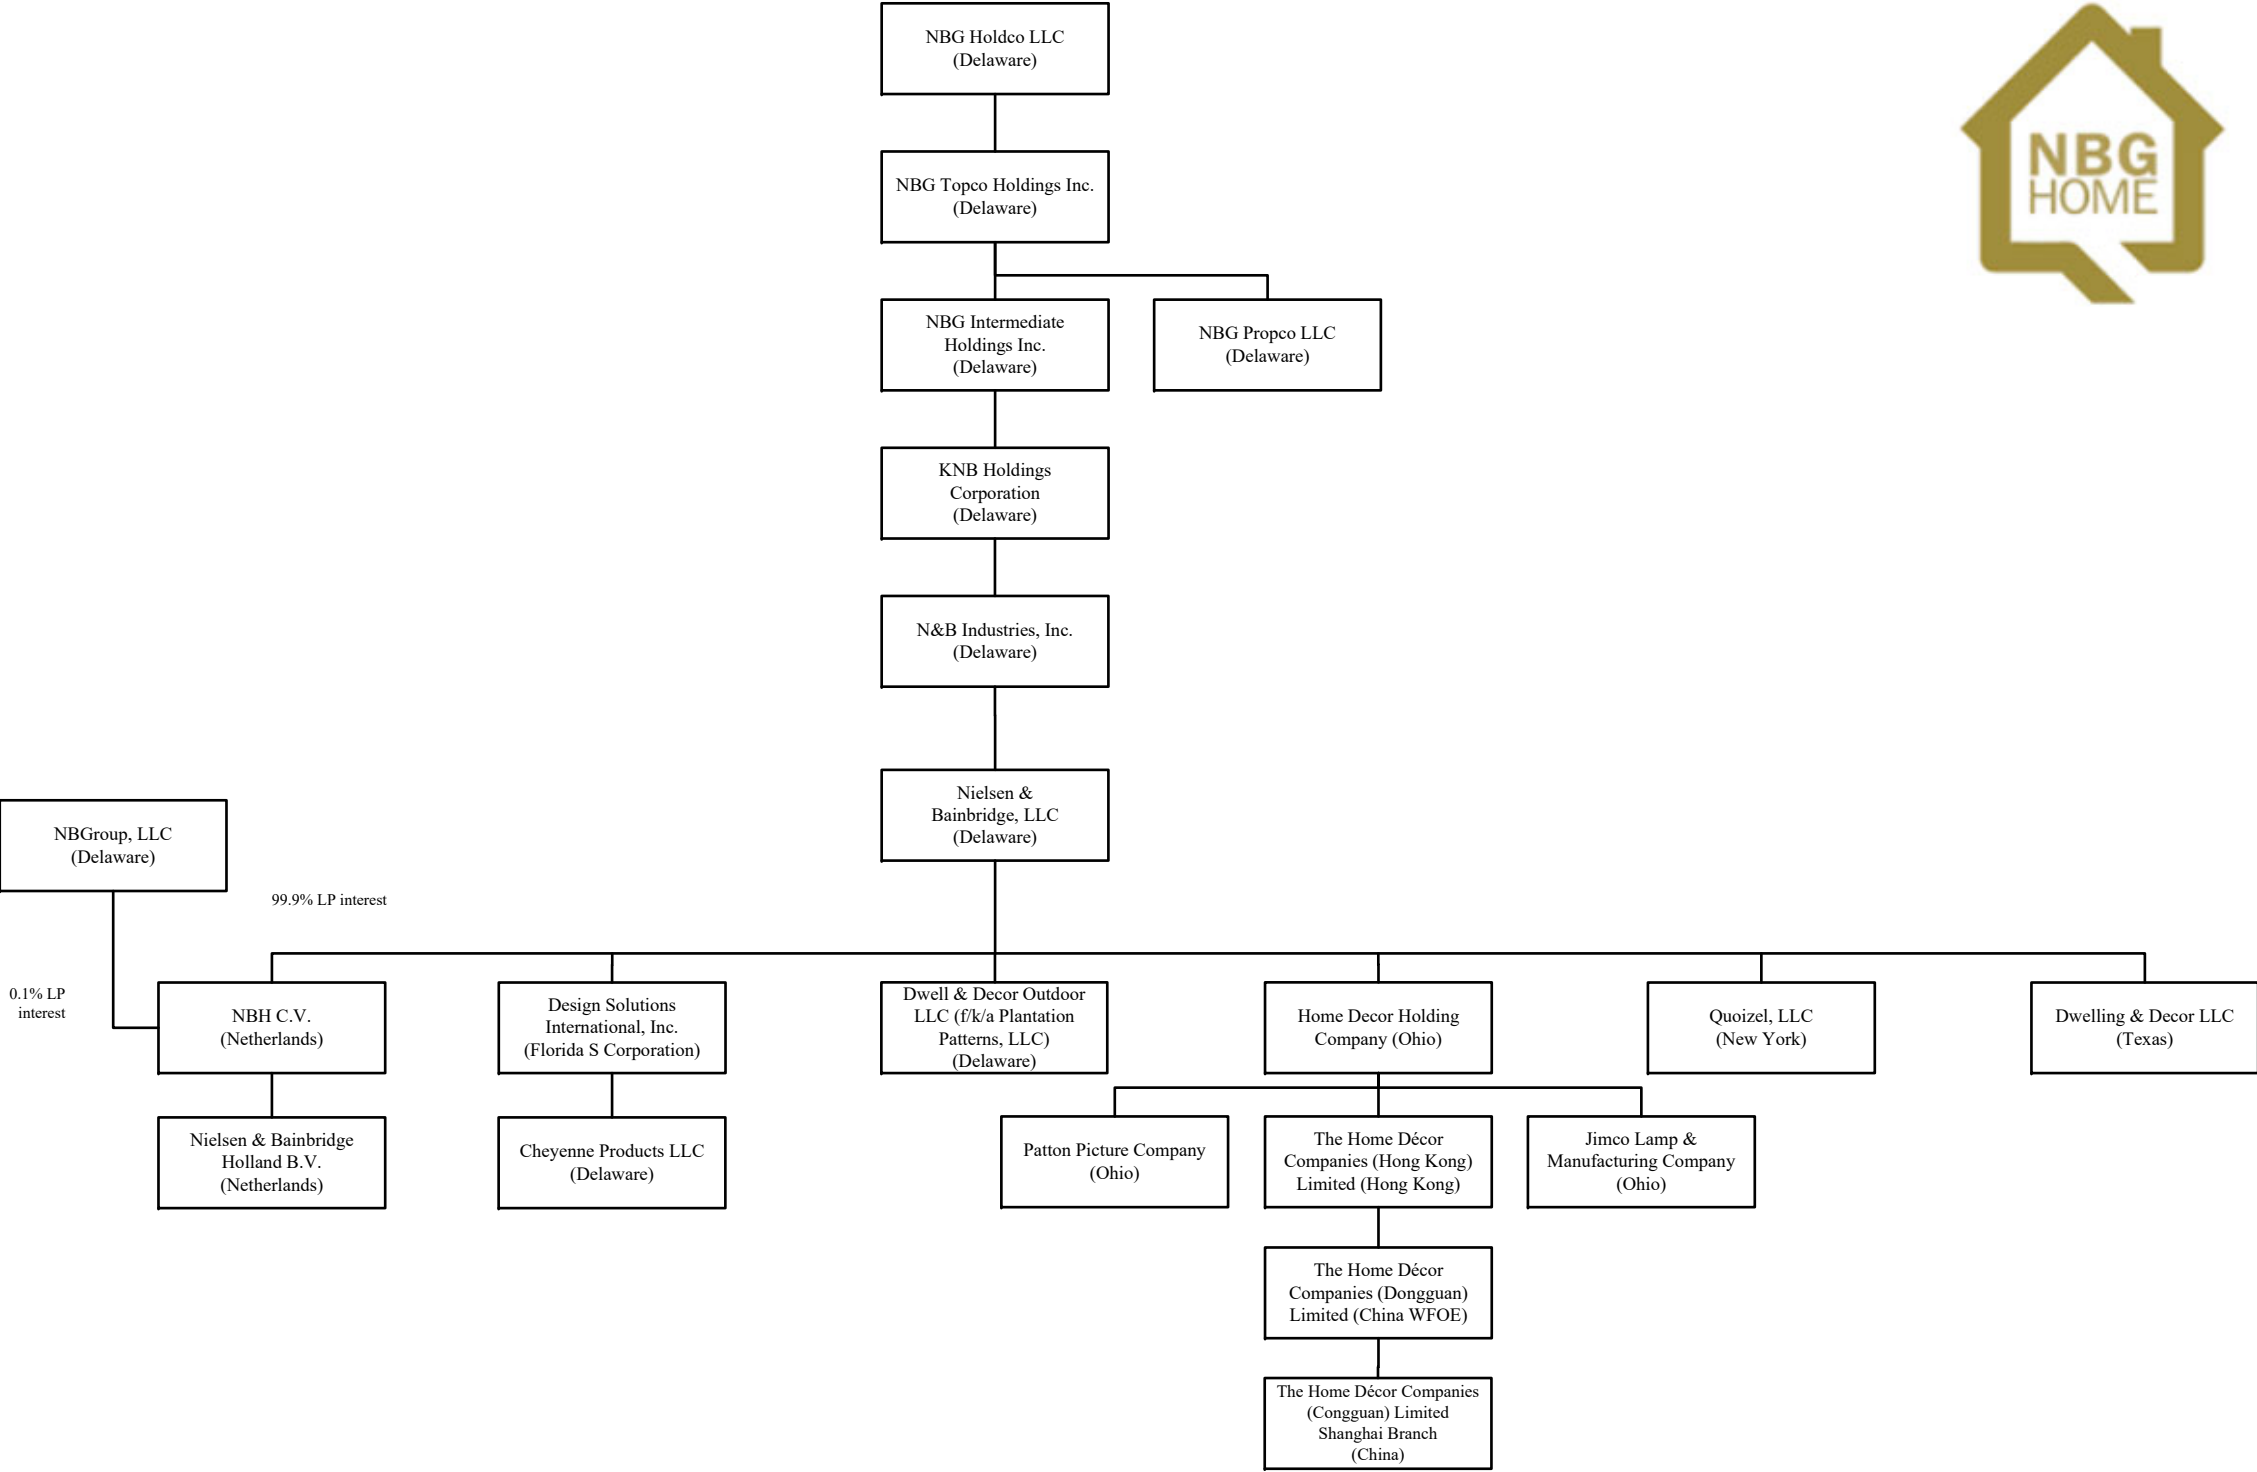 NBG Holdco LLC
(Delaware)
NBG
HOME
NBG Topco Holdings Inc.
(Delaware)
NBG Intermediate
Holdings Inc.
(Delaware)
NBG Propco LLC
(Delaware)
KNB Holdings
Corporation
(Delaware)
N&B Industries, Inc.
(Delaware)
Nielsen &
Bainbridge, LLC
(Delaware)
NBGroup, LLC
(Delaware)
99.9% LP interest
0.1% LP
interest
NBH C.V.
(Netherlands)
Design Solutions
International, Inc.
(Florida S Corporation)
Dwell & Decor Outdoor
LLC (f/k/a Plantation
Patterns, LLC)
(Delaware)
Home Decor Holding
Company (Ohio)
Quoizel, LLC
(New York)
Dwelling & Decor LLC
(Texas)
Nielsen & Bainbridge
Holland B.V.
(Netherlands)
Cheyenne Products LLC
(Delaware)
Patton Picture Company
(Ohio)
The Home Décor
Companies (Hong Kong)
Limited (Hong Kong)
Jimco Lamp &
Manufacturing Company
(Ohio)
The Home Décor
Companies (Dongguan)
Limited (China WFOE)
The Home Décor Companies
(Congguan) Limited
Shanghai Branch
(China)